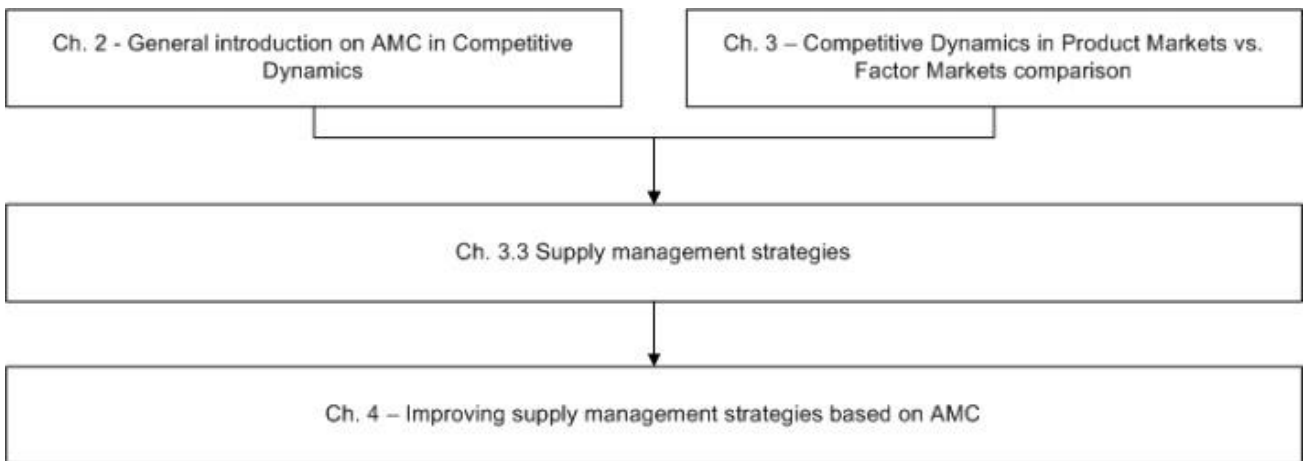 Ch. 2 - General introduction on AMC in Competitive
Dynamics
Ch. 3 – Competitive Dynamics in Product Markets vs.
Factor Markets comparison
Ch. 3.3 Supply management strategies
Ch. 4 – Improving supply management strategies based on AMC